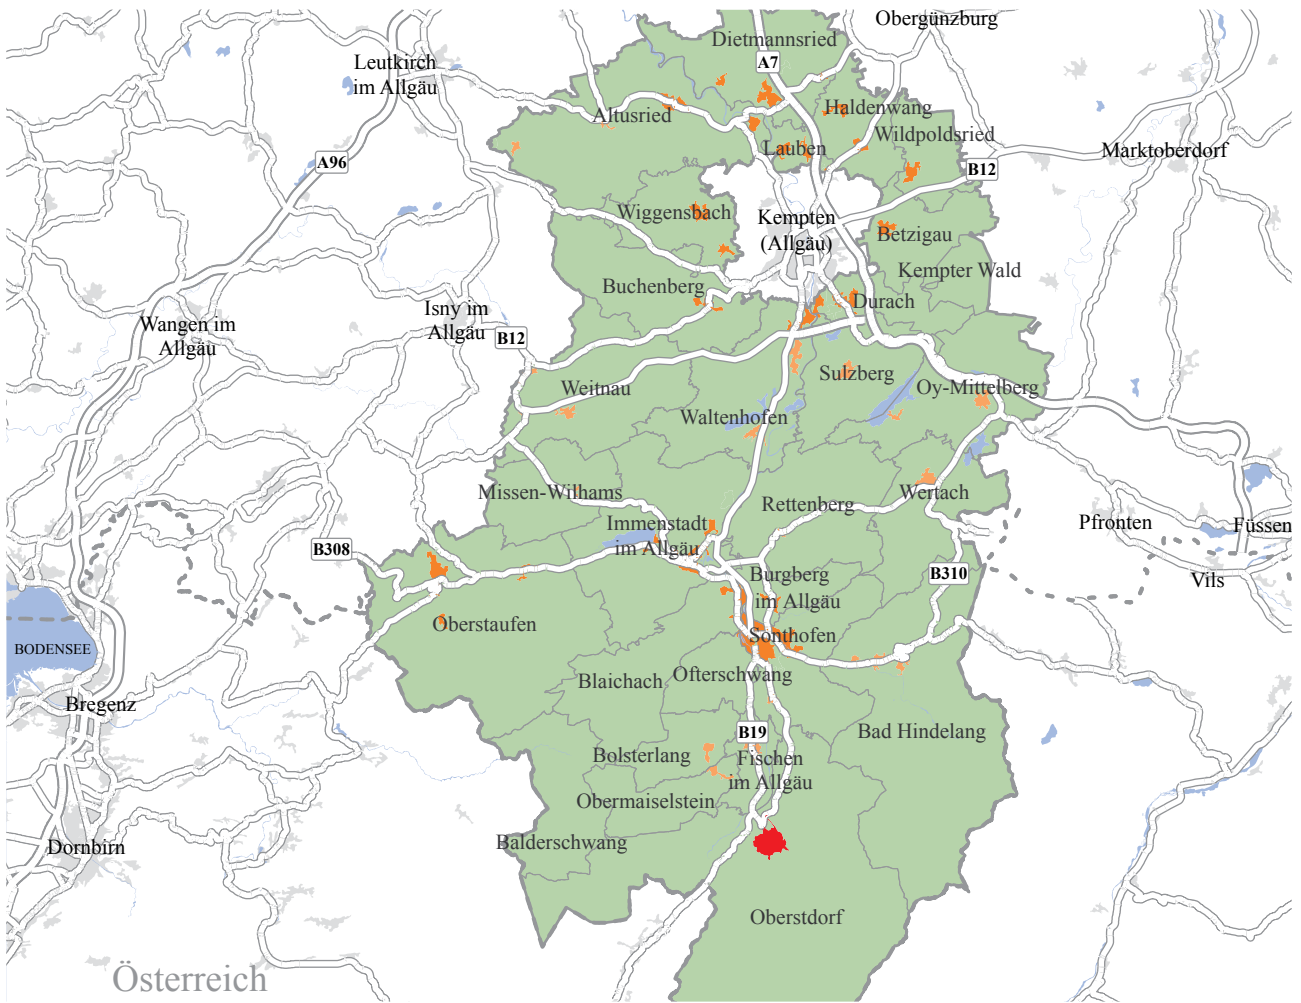 Obergünzburg
Dietmannsried
Leutkirch
im Allgäu
A7
Altusried
Haldenwang
Wildpoldsried
Lauben
Marktoberdorf
A96
B12
Wiggensbach
Kempten
(Allgäu)
Betzigau
Kempter Wald
Buchenberg
Durach
Isny im
Allgäu
Wangen im
Allgäu
B12
Sulzberg
Weitnau
Oy-Mittelberg
Waltenhofen
Missen-Wilhams
Wertach
Rettenberg
Immenstadt
im Allgäu
Pfronten
Füssen
B308
Burgberg
im Allgäu
B310
Vils
Oberstaufen
Sonthofen
BODENSEE
Blaichach
Ofterschwang
Bregenz
B19
Bad Hindelang
Bolsterlang
Fischen
im Allgäu
Obermaiselstein
Balderschwang
Dornbirn
Oberstdorf
Österreich